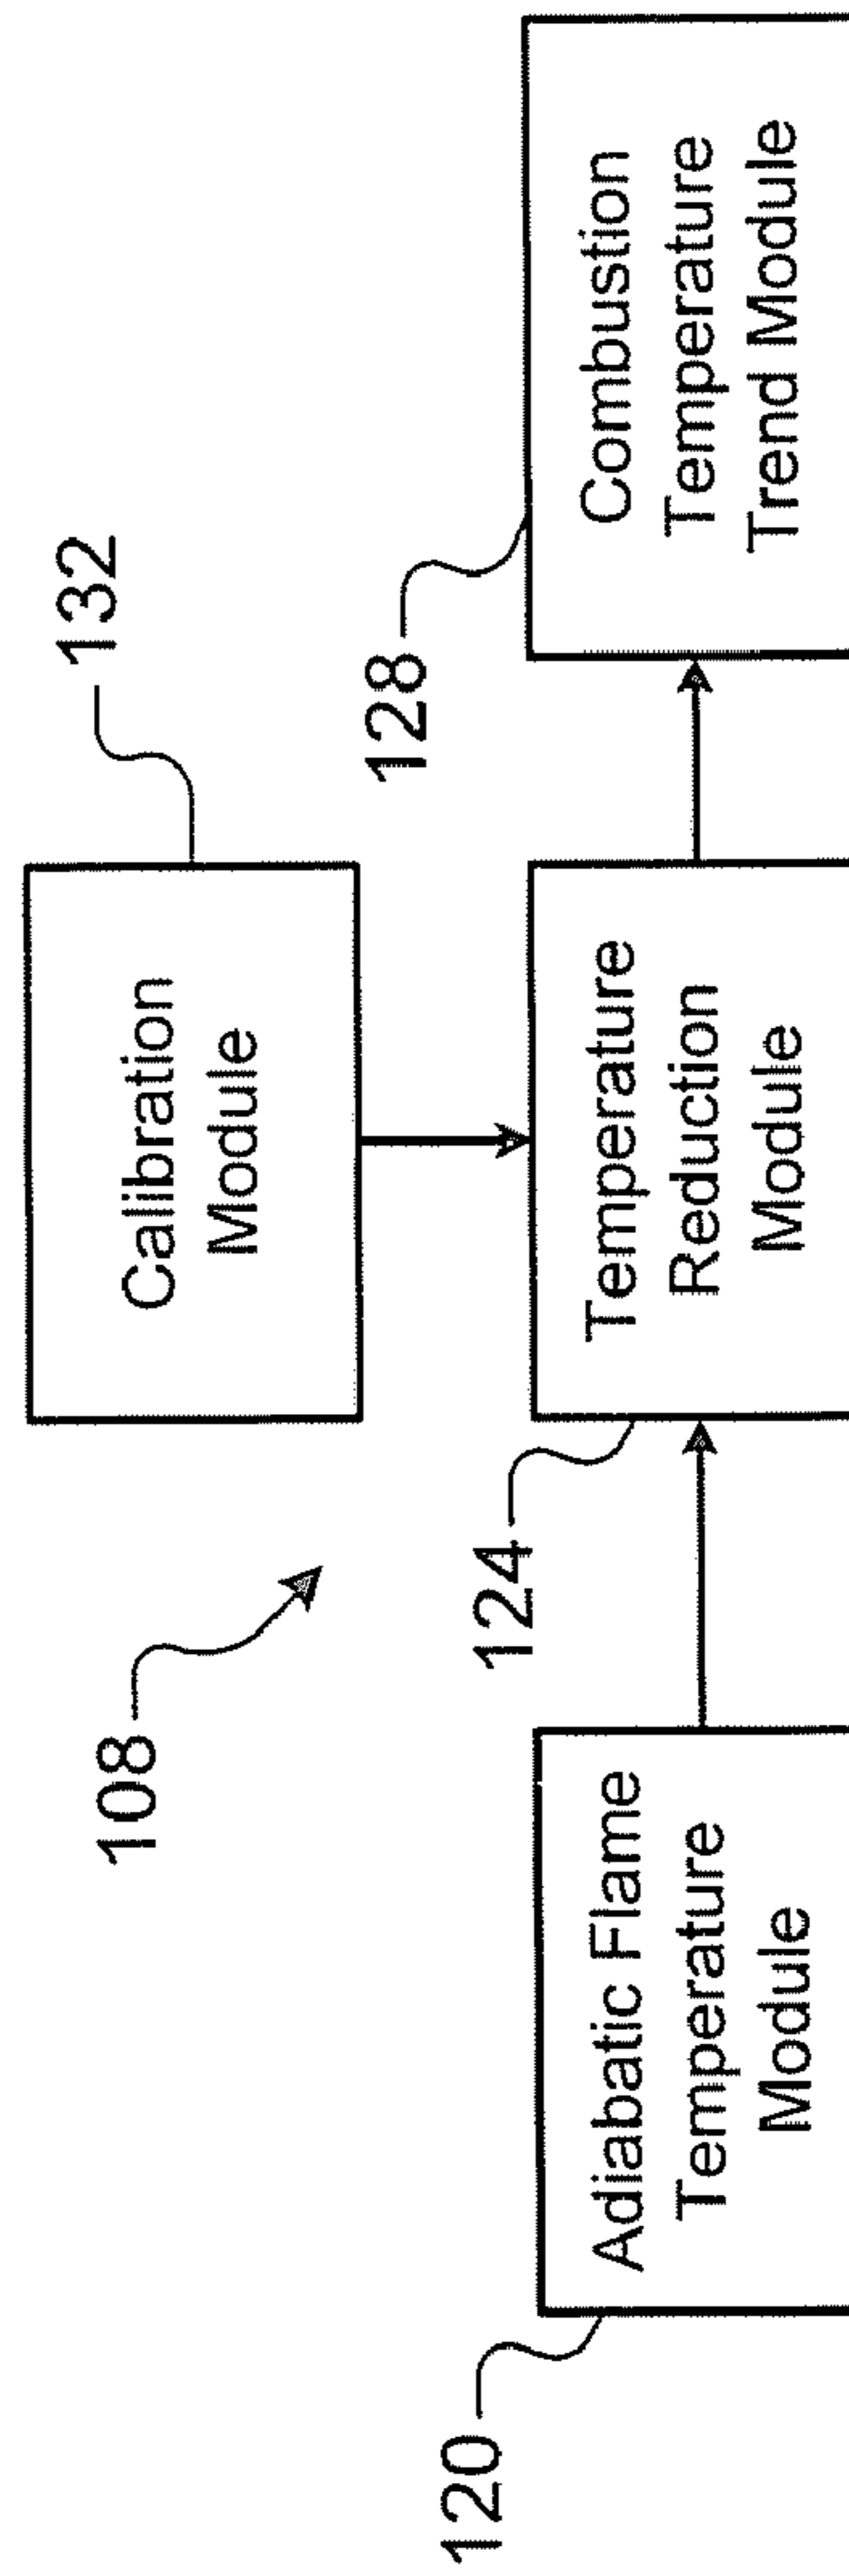 132
Calibration
Module
108
128
124
120
Adiabatic Flame
Temperature
Module
Temperature
Reduction
Module
Combustion
Temperature
Trend Module